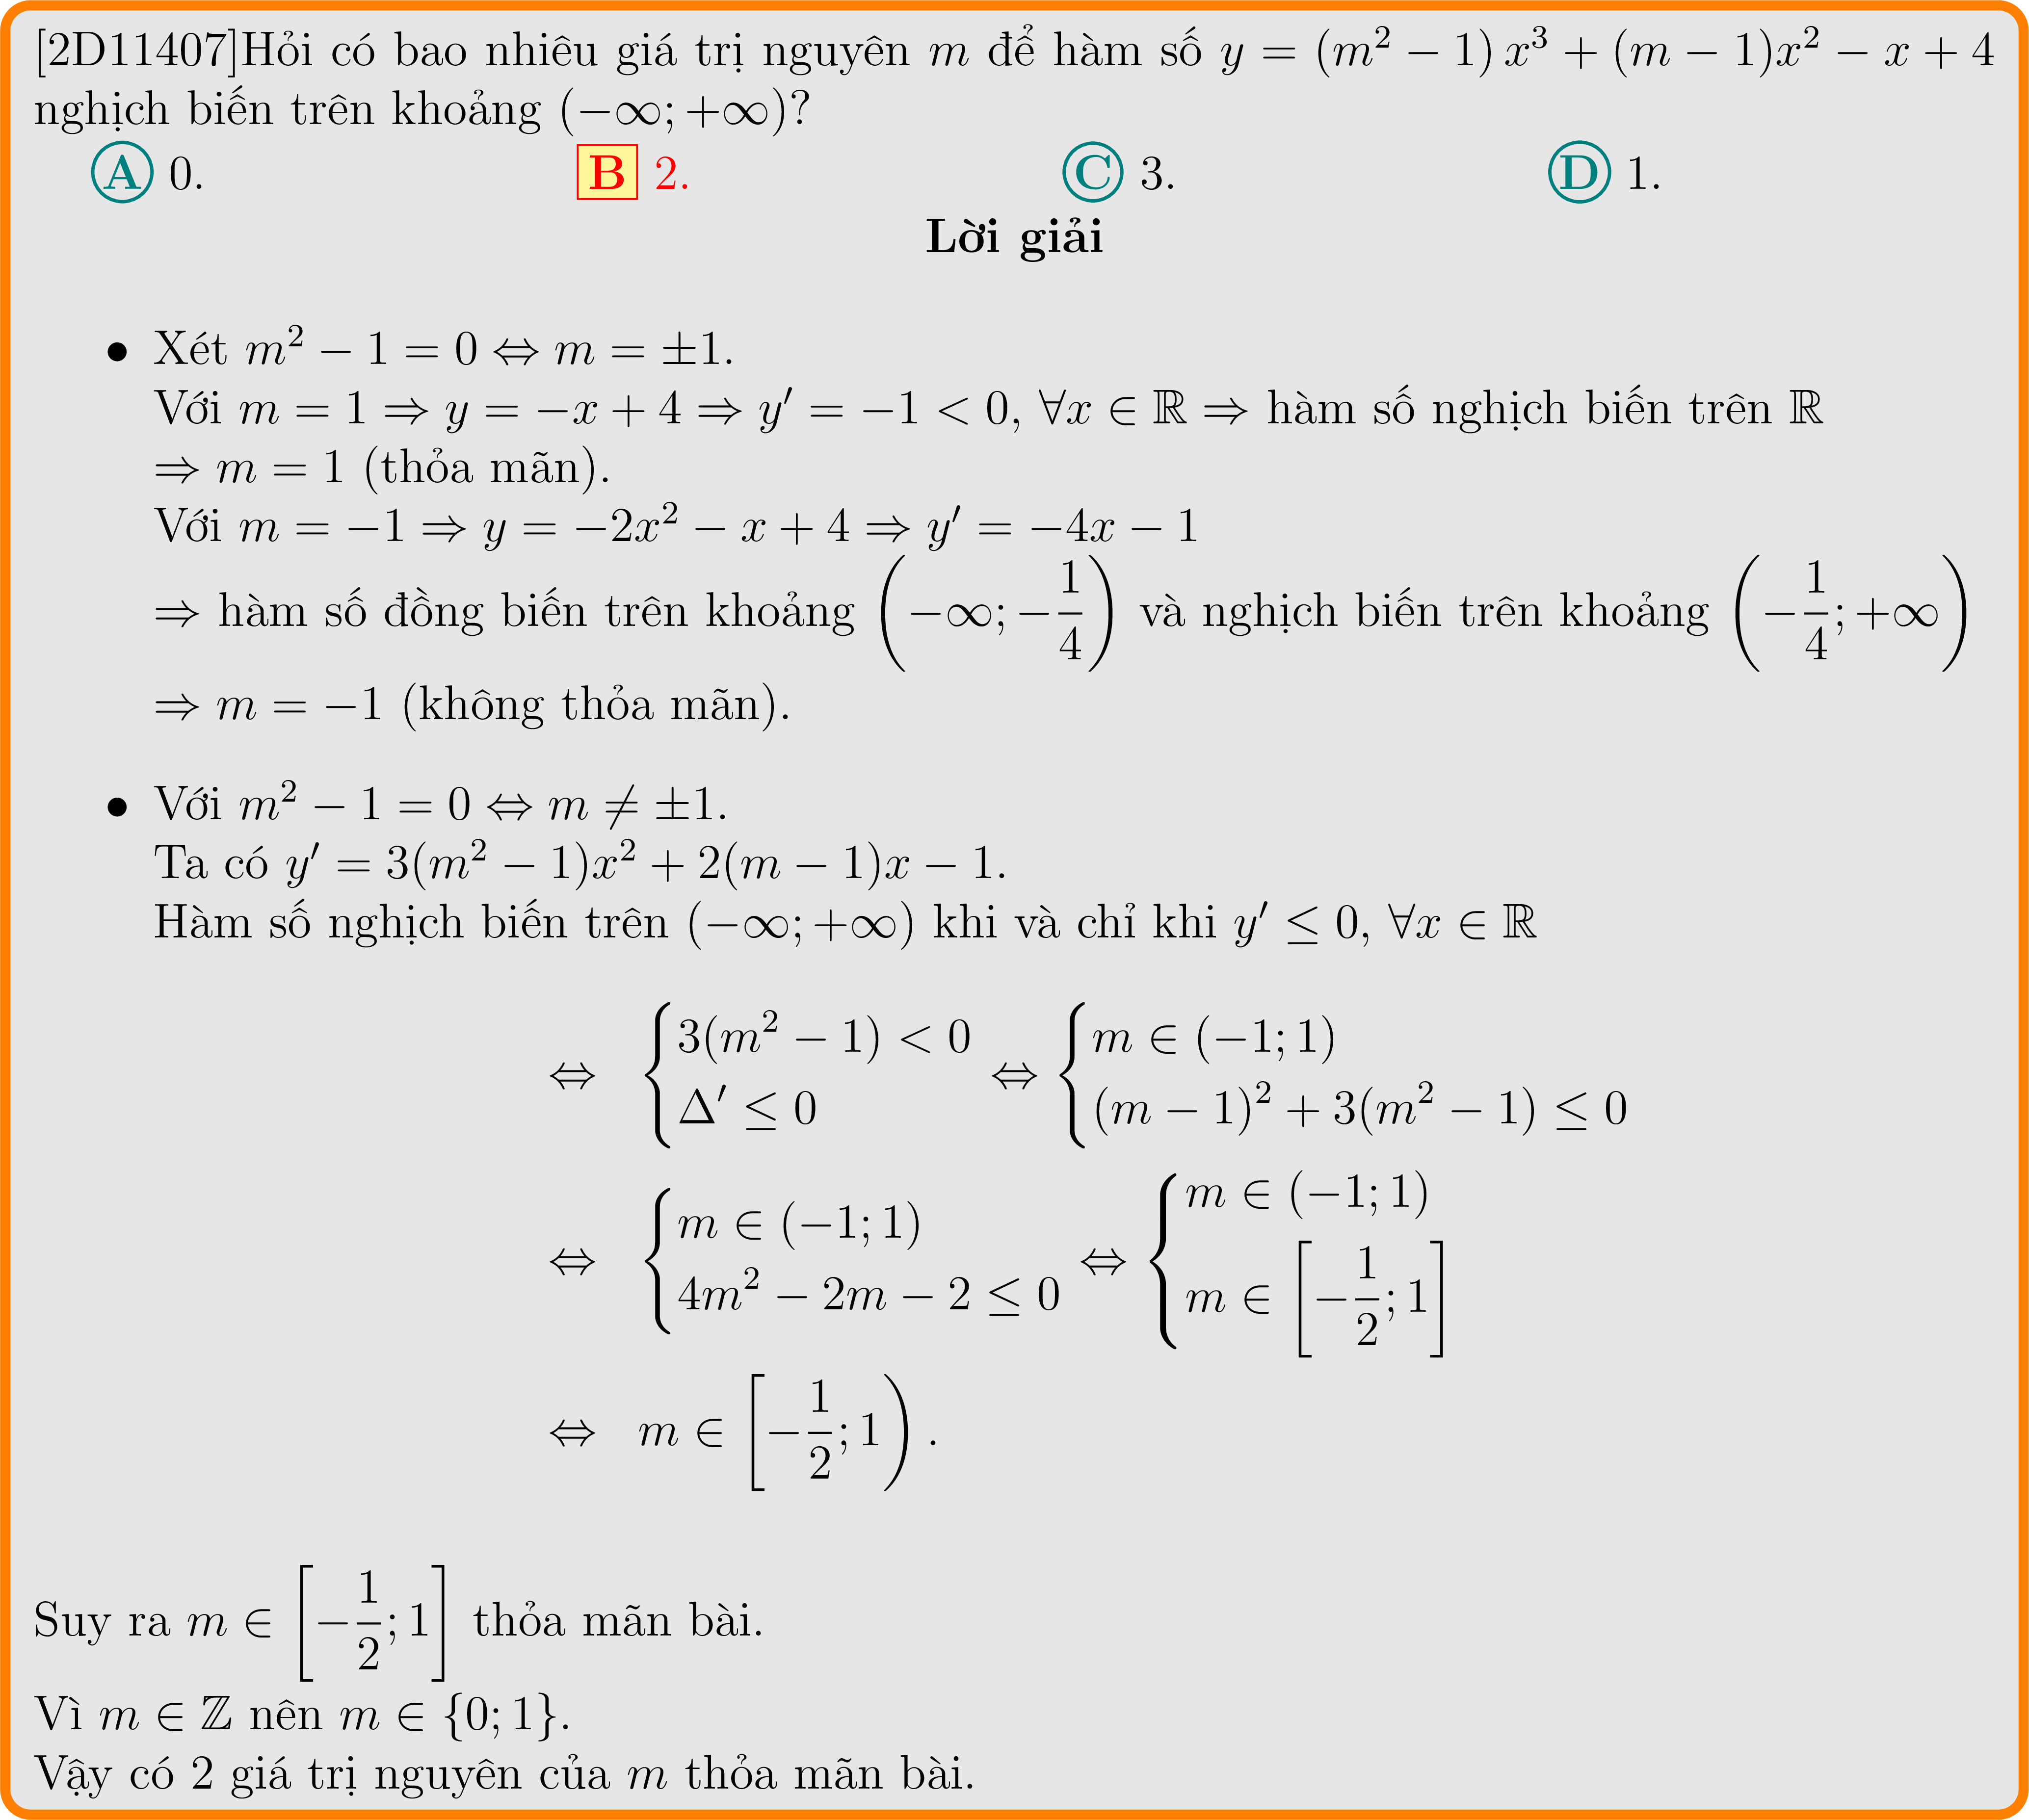 [2D11407]Hỏi có bao nhiêu giá trị nguyên $m$ để hàm số $y = (m^2 - 1) x^3 + (m - 1)x^2 - x + 4$
nghịch biến trên khoảng $(-\infty; +\infty)$?
A 0. B 2. C 3. D 1.
Lời giải
• Xét $m^2 - 1 = 0 \Leftrightarrow m = \pm 1$.
Với $m = 1 \Rightarrow y = -x + 4 \Rightarrow y' = -1 < 0, \forall x \in \mathbb{R} \Rightarrow$ hàm số nghịch biến trên $\mathbb{R}$
$\Rightarrow m = 1$ (thỏa mãn).
Với $m = -1 \Rightarrow y = -2x^2 - x + 4 \Rightarrow y' = -4x - 1$
$\Rightarrow$ hàm số đồng biến trên khoảng $\left(-\infty; -\frac{1}{4}\right)$ và nghịch biến trên khoảng $\left(-\frac{1}{4}; +\infty\right)$
$\Rightarrow m = -1$ (không thỏa mãn).
• Với $m^2 - 1 = 0 \Leftrightarrow m \neq \pm 1$.
Ta có $y' = 3(m^2 - 1)x^2 + 2(m - 1)x - 1$.
Hàm số nghịch biến trên $(-\infty; +\infty)$ khi và chỉ khi $y' \leq 0, \forall x \in \mathbb{R}$
$\Leftrightarrow \begin{cases} 3(m^2 - 1) < 0 \\ \Delta' \leq 0 \end{cases} \Leftrightarrow \begin{cases} m \in (-1; 1) \\ (m - 1)^2 + 3(m^2 - 1) \leq 0 \end{cases}$
$\Leftrightarrow \begin{cases} m \in (-1; 1) \\ 4m^2 - 2m - 2 \leq 0 \end{cases} \Leftrightarrow \begin{cases} m \in (-1; 1) \\ m \in \left[-\frac{1}{2}; 1\right] \end{cases}$
$\Leftrightarrow m \in \left[-\frac{1}{2}; 1\right).$
Suy ra $m \in \left[-\frac{1}{2}; 1\right]$ thỏa mãn bài.
Vì $m \in \mathbb{Z}$ nên $m \in \{0; 1\}$.
Vậy có 2 giá trị nguyên của $m$ thỏa mãn bài.